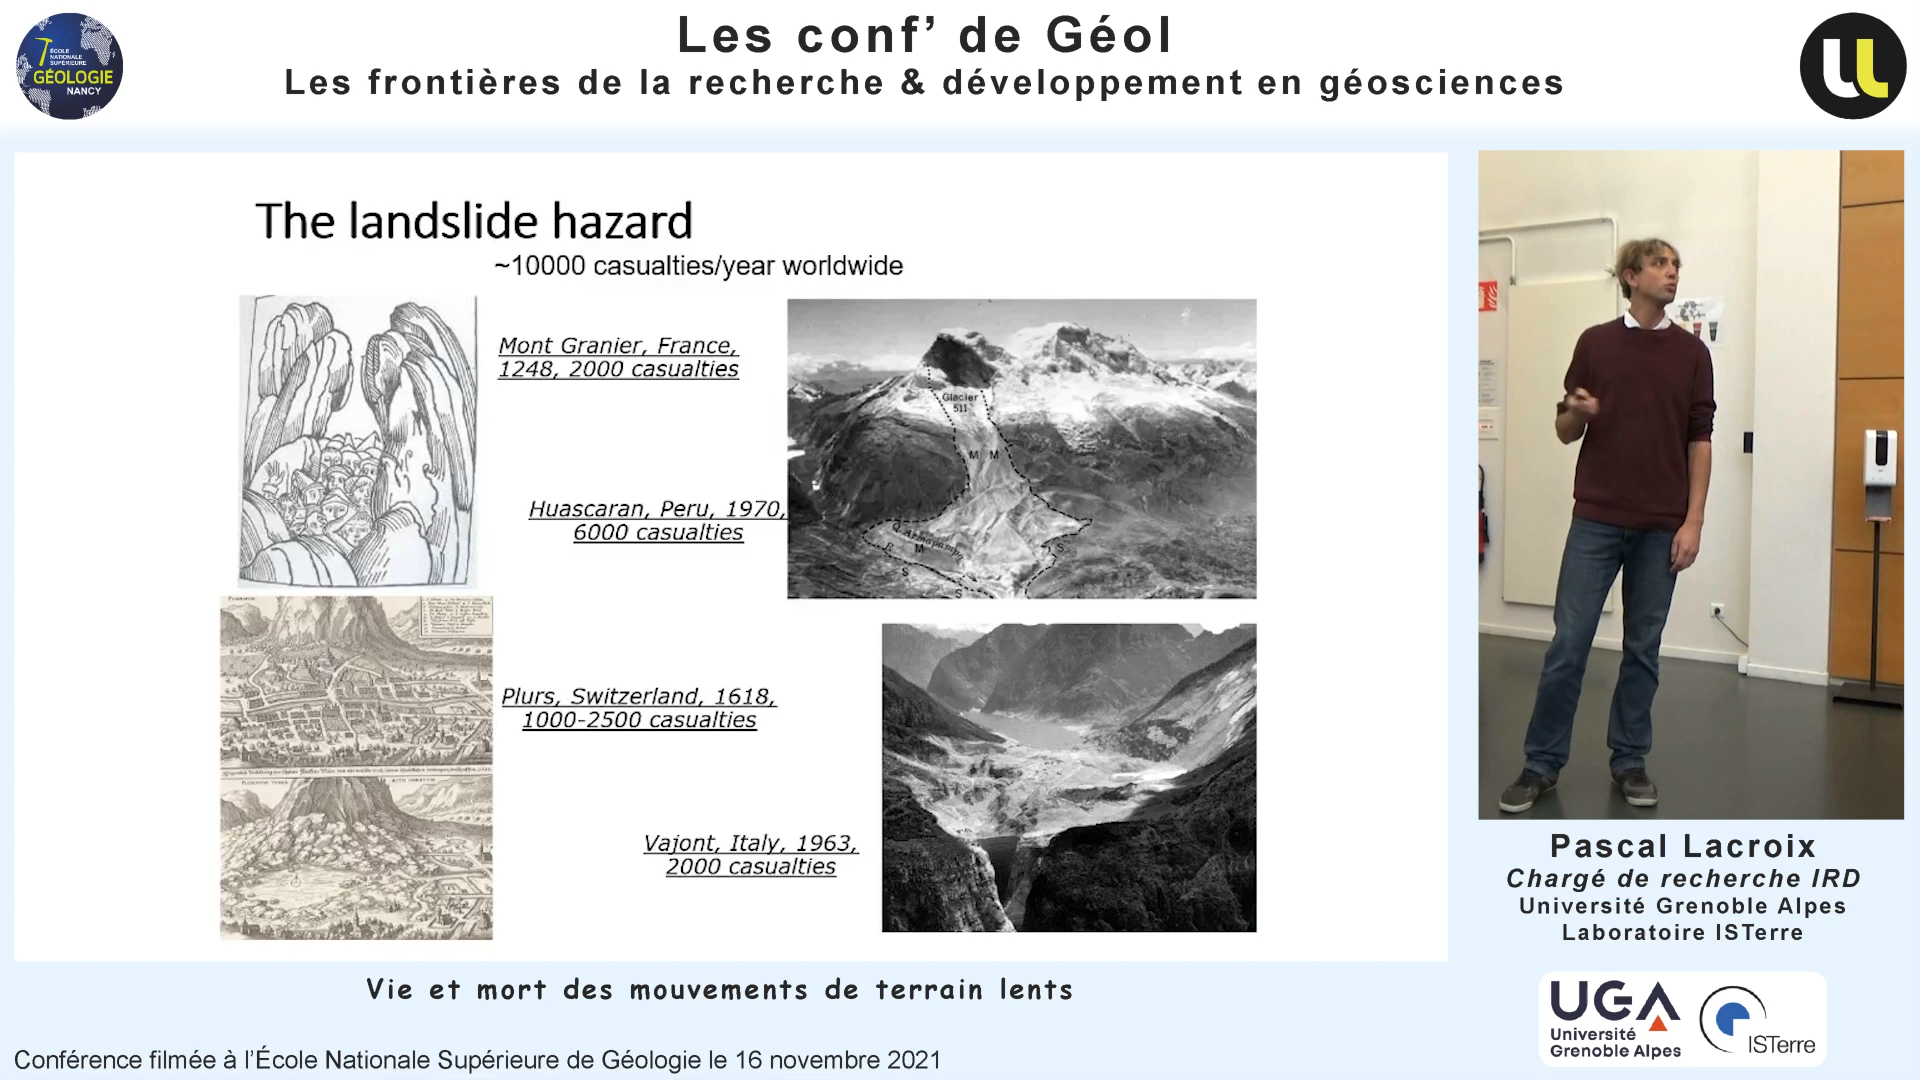 Les conf’ de Géol
Les frontières de la recherche & développement en géosciences
ÉCOLE
NATIONALE
SUPÉRIEURE
GÉOLOGIE
NANCY
The landslide hazard
~10000 casualties/year worldwide
Mont Granier, France,
1248, 2000 casualties
Glacier
511
M M
Huascaran, Peru, 1970,
6000 casualties
M
S
S
S
Plurs, Switzerland, 1618,
1000-2500 casualties
Vajont, Italy, 1963,
2000 casualties
Pascal Lacroix
Chargé de recherche IRD
Université Grenoble Alpes
Laboratoire ISTerre
Vie et mort des mouvements de terrain lents
UGA
Université
Grenoble Alpes
ISTerre
Conférence filmée à l’École Nationale Supérieure de Géologie le 16 novembre 2021